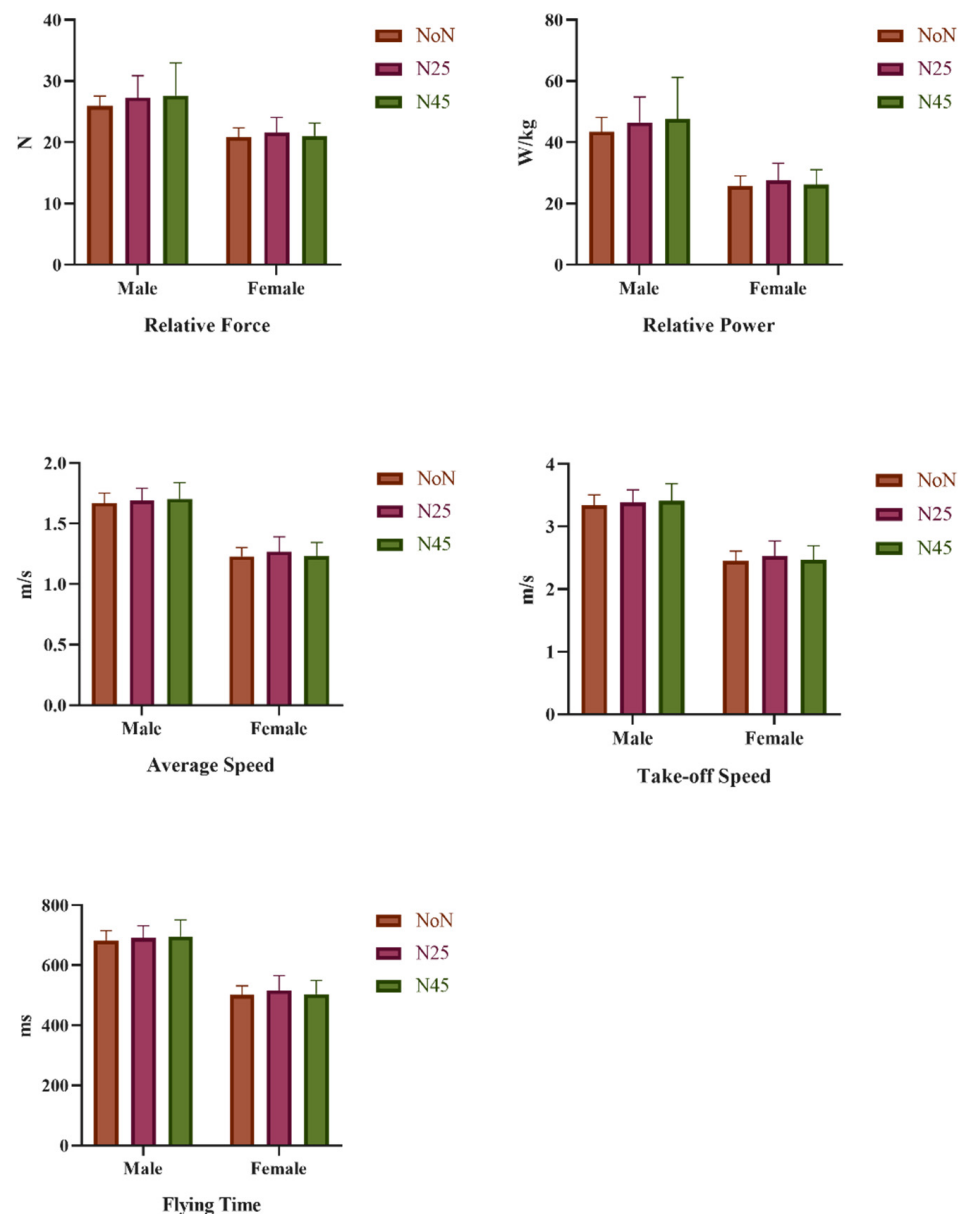 40
30
20
10
0
N
Male
Female
Relative Force
NoN
N25
N45
80
60
40
20
0
W/kg
Male
Female
Relative Power
NoN
N25
N45
2.0
1.5
1.0
0.5
0.0
m/s
Male
Female
Average Speed
NoN
N25
N45
4
3
2
1
0
m/s
Male
Female
Take-off Speed
NoN
N25
N45
800
600
400
200
0
ms
Male
Female
Flying Time
NoN
N25
N45